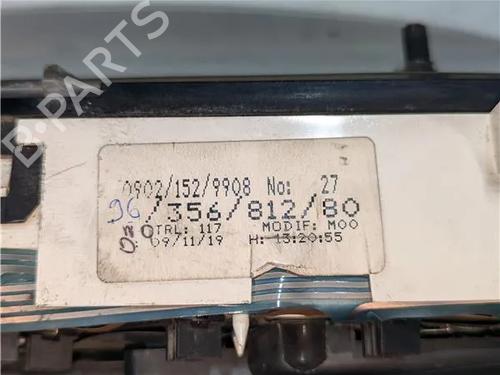 B-PARTS
0902/152/9908 No: 27
96/356/812/80
TRL: 117 MODIF: M00
09/11/19 H: 13:20:55